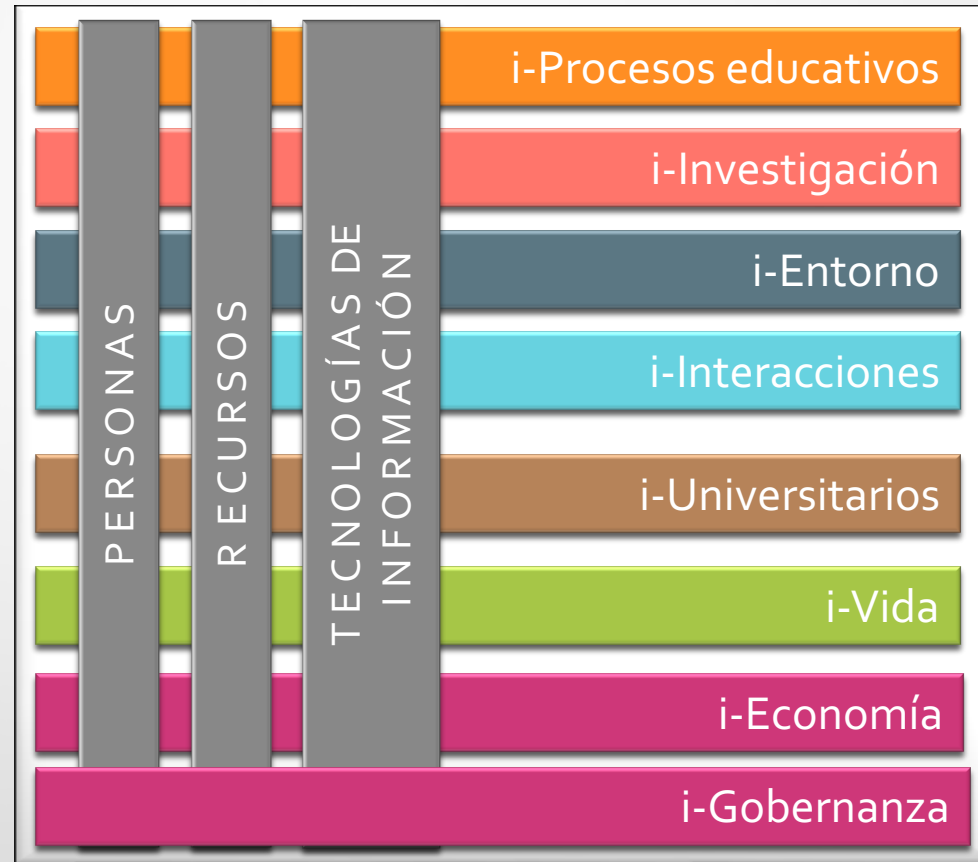 i-Procesos educativos
i-Investigación
i-Entorno
i-Interacciones
i-Universitarios
i-Vida
i-Economía
i-Gobernanza
PERSONAS
RECURSOS
TECNOLOGÍAS DE
INFORMACIÓN